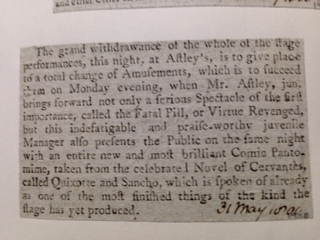 The grand withdrawance of the whole of the stage
performances, this night, at Astley's, is to give place
to a total change of Amusements, which is to succeed
them on Monday evening, when Mr. Astley, jun.
brings forward not only a serious Spectacle of the first
importance, called the Fatal Pill, or Virtue Revenged,
but this indefatigable and praise-worthy juvenile
Manager also presents the Public on the same night
with an entire new and most brilliant Comic Panto-
mime, taken from the celebrated Novel of Cervantes,
called Quixotte and Sancho, which is spoken of already
as one of the most finished things of the kind the
stage has yet produced. 31 May